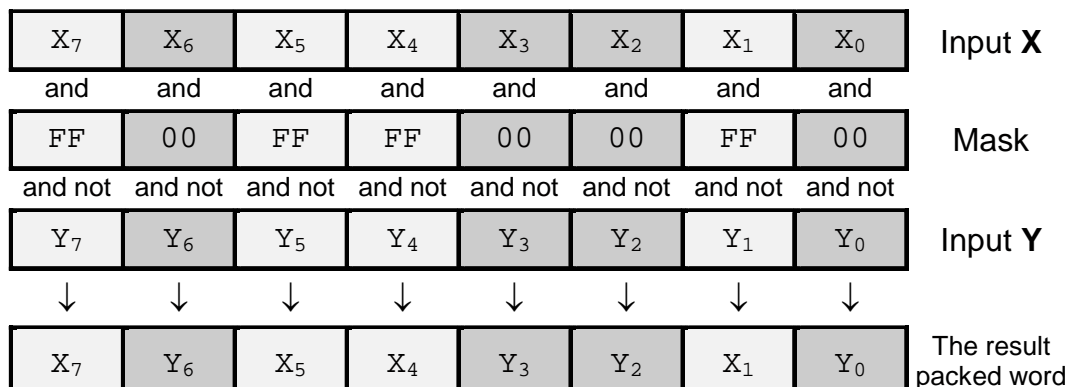 X₇ X₆ X₅ X₄ X₃ X₂ X₁ X₀ Input X
and and and and and and and and
FF 00 FF FF 00 00 FF 00 Mask
and not and not and not and not and not and not and not and not
Y₇ Y₆ Y₅ Y₄ Y₃ Y₂ Y₁ Y₀ Input Y
↓ ↓ ↓ ↓ ↓ ↓ ↓ ↓
X₇ Y₆ X₅ X₄ Y₃ Y₂ X₁ Y₀ The result
packed word